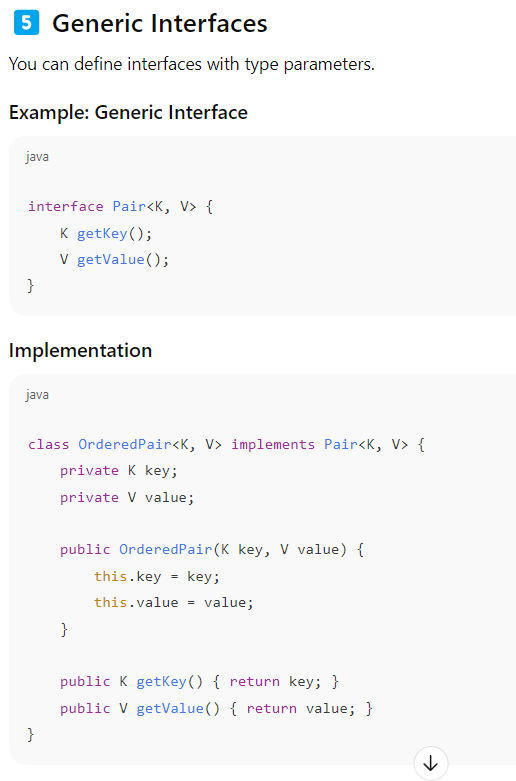 5 Generic Interfaces
You can define interfaces with type parameters.
Example: Generic Interface
java
interface Pair<K, V> {
    K getKey();
    V getValue();
}
Implementation
java
class OrderedPair<K, V> implements Pair<K, V> {
    private K key;
    private V value;
    public OrderedPair(K key, V value) {
        this.key = key;
        this.value = value;
    }
    public K getKey() { return key; }
    public V getValue() { return value; }
}